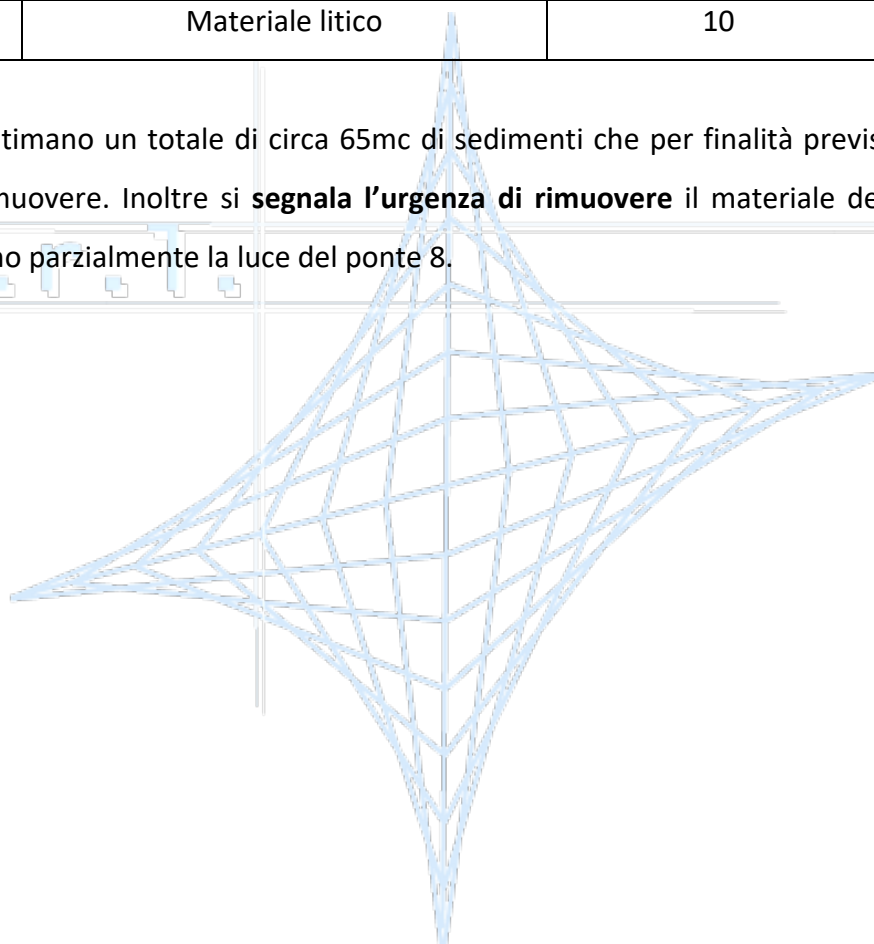 Materiale litico 10
timano un totale di circa 65mc di sedimenti che per finalità previs
muovere. Inoltre si segnala l’urgenza di rimuovere il materiale de
no parzialmente la luce del ponte 8.